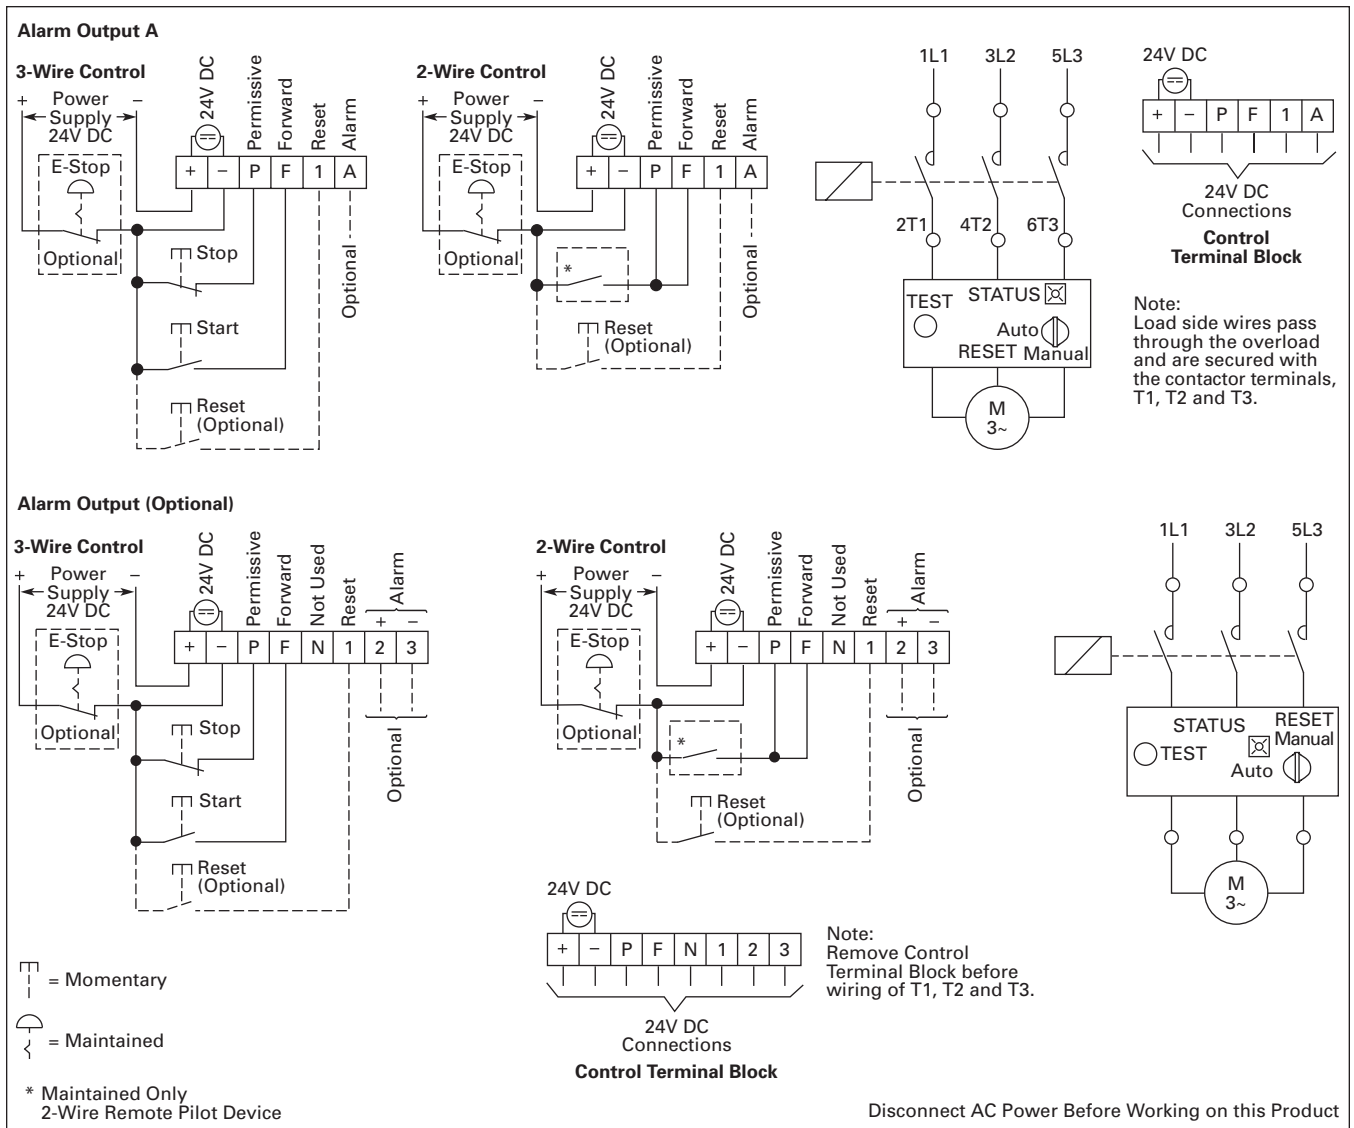 Alarm Output A
3-Wire Control
+ Power –
Supply
24V DC
E-Stop
Optional
24V DC
Permissive
Forward
Reset
Alarm
+ – P F 1 A
Stop
Start
Reset
(Optional)
Optional
2-Wire Control
+ Power –
Supply
24V DC
E-Stop
Optional
24V DC
Permissive
Forward
Reset
Alarm
+ – P F 1 A
*
Reset
(Optional)
Optional
1L1 3L2 5L3
2T1 4T2 6T3
TEST STATUS
Auto
RESET Manual
M
3~
24V DC
+ – P F 1 A
24V DC
Connections
Control
Terminal Block
Note:
Load side wires pass
through the overload
and are secured with
the contactor terminals,
T1, T2 and T3.
Alarm Output (Optional)
3-Wire Control
+ Power –
Supply
24V DC
E-Stop
Optional
24V DC
Permissive
Forward
Not Used
Reset
Alarm
+ –
+ – P F N 1 2 3
Stop
Start
Reset
(Optional)
Optional
2-Wire Control
+ Power –
Supply
24V DC
E-Stop
Optional
24V DC
Permissive
Forward
Not Used
Reset
Alarm
+ –
+ – P F N 1 2 3
*
Reset
(Optional)
Optional
1L1 3L2 5L3
STATUS RESET
Manual
TEST
Auto
M
3~
24V DC
+ – P F N 1 2 3
24V DC
Connections
Control Terminal Block
Note:
Remove Control
Terminal Block before
wiring of T1, T2 and T3.
= Momentary
= Maintained
* Maintained Only
2-Wire Remote Pilot Device
Disconnect AC Power Before Working on this Product